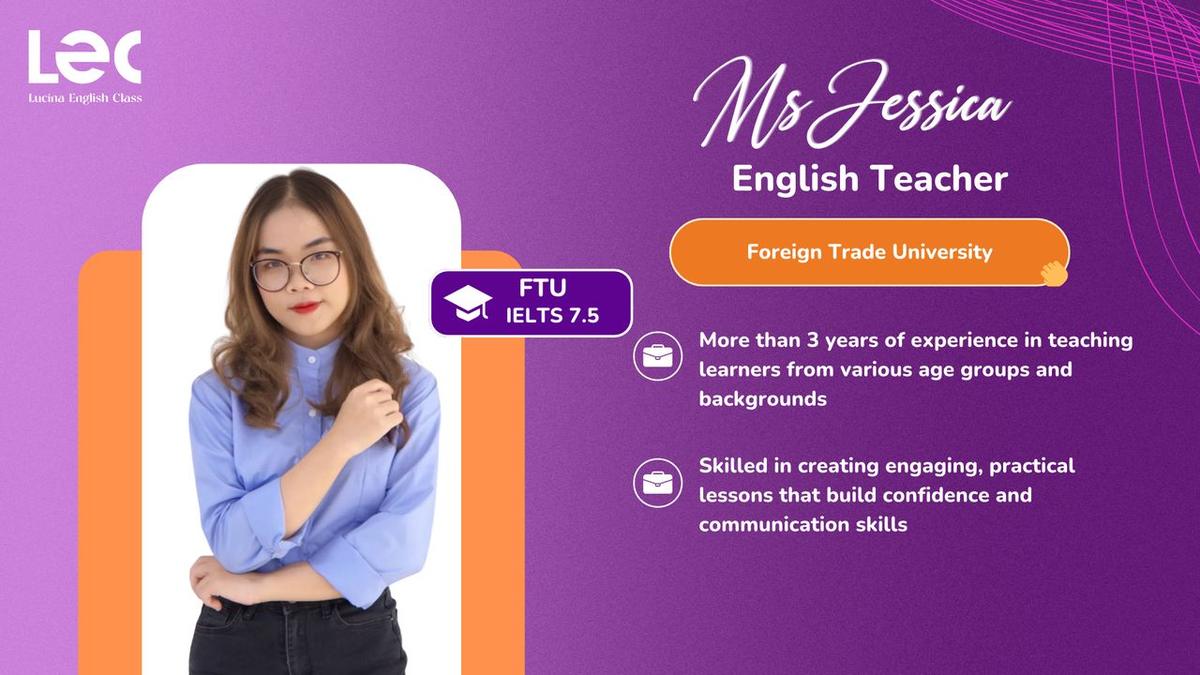 Lec
Lucina English Class
Ms Jessica
English Teacher
Foreign Trade University
FTU
IELTS 7.5
More than 3 years of experience in teaching
learners from various age groups and
backgrounds
Skilled in creating engaging, practical
lessons that build confidence and
communication skills